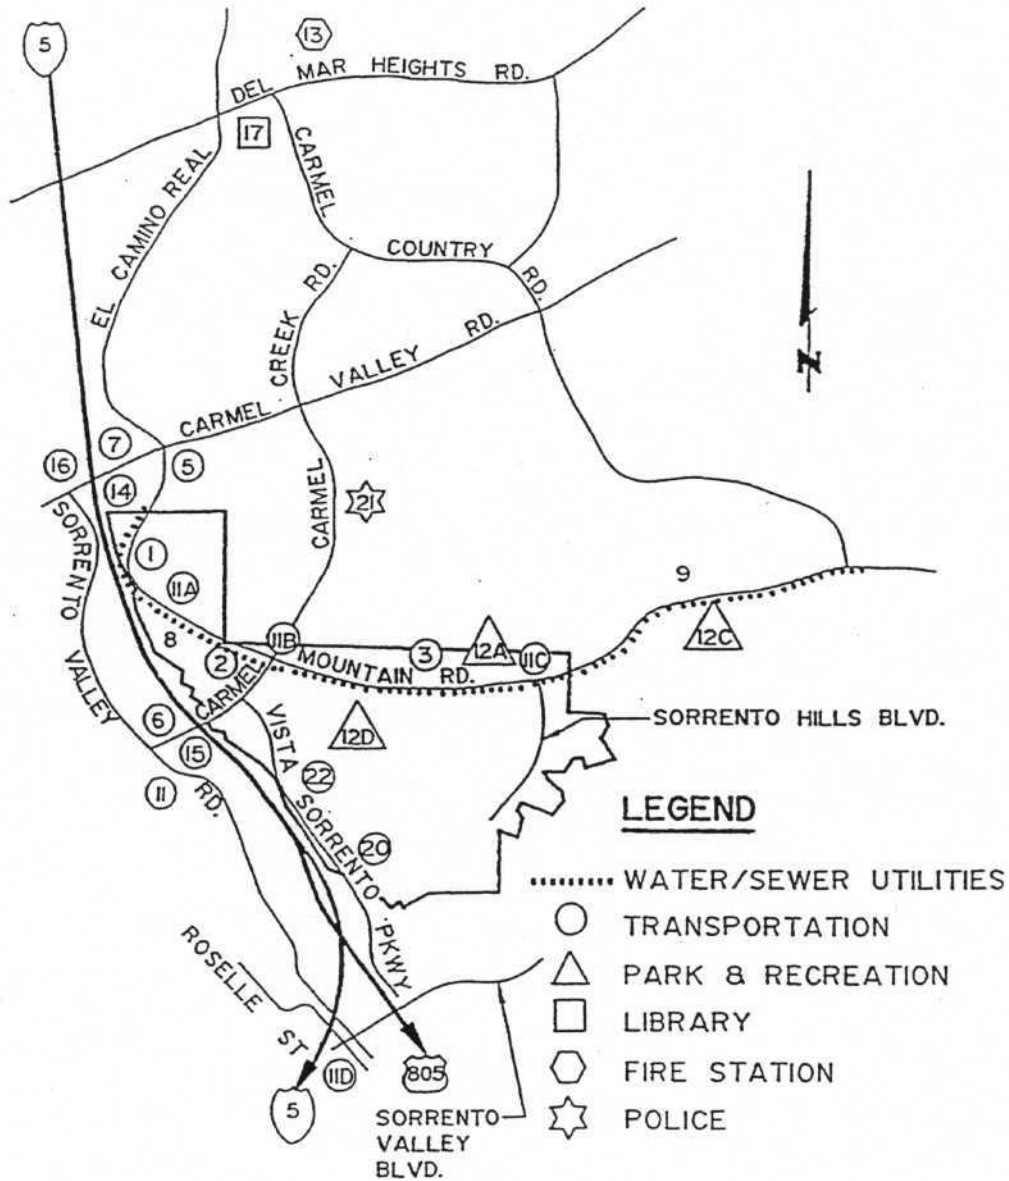 5
13
DEL MAR HEIGHTS RD.
17
CARMEL
EL CAMINO REAL
COUNTRY
RD.
CREEK RD.
CARMEL VALLEY RD.
N
7
16
5
14
SORRENTO
VALLEY
RD.
CARMEL
21
1
11A
9
8
11B
12A
12C
2
MOUNTAIN RD.
3
11C
CARMEL
6
12D
SORRENTO HILLS BLVD.
15
VISTA
SORRENTO
PKWY
11
22
20
LEGEND
WATER/SEWER UTILITIES
TRANSPORTATION
PARK & RECREATION
LIBRARY
FIRE STATION
POLICE
ROSELLE
ST
11D
805
5
SORRENTO
VALLEY
BLVD.